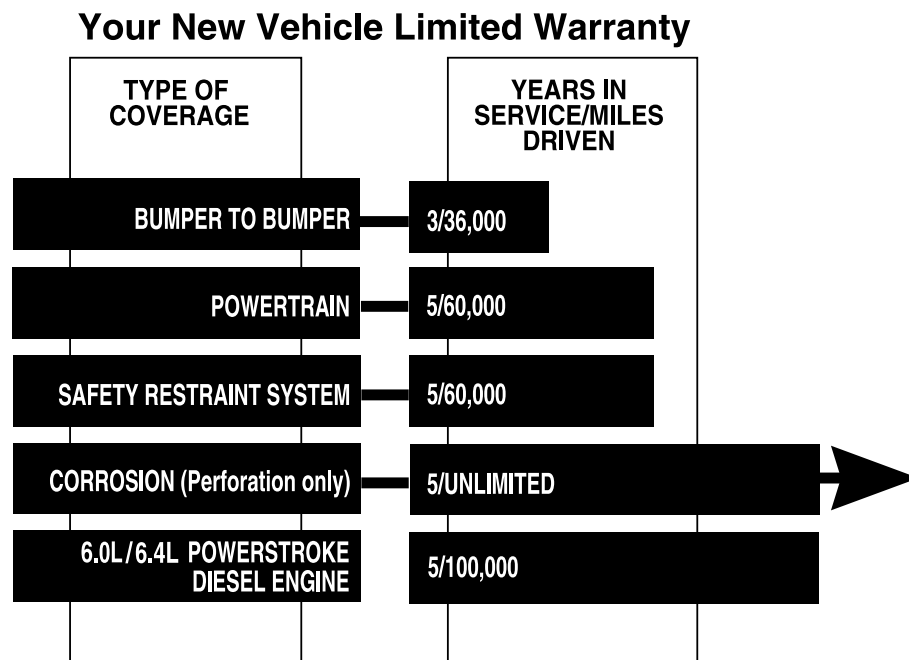 Your New Vehicle Limited Warranty
TYPE OF
COVERAGE
YEARS IN
SERVICE/MILES
DRIVEN
BUMPER TO BUMPER
3/36,000
POWERTRAIN
5/60,000
SAFETY RESTRAINT SYSTEM
5/60,000
CORROSION (Perforation only)
5/UNLIMITED
6.0L/6.4L POWERSTROKE
DIESEL ENGINE
5/100,000